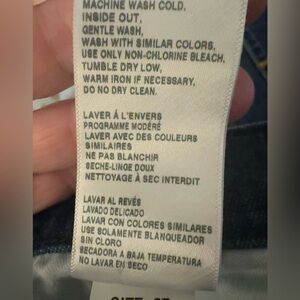 MACHINE WASH COLD,
INSIDE OUT,
GENTLE WASH,
WASH WITH SIMILAR COLORS,
USE ONLY NON-CHLORINE BLEACH,
TUMBLE DRY LOW,
WARM IRON IF NECESSARY,
DO NO DRY CLEAN.
LAVER Á L'ENVERS
PROGRAMME MODÉRÉ
LAVER AVEC DES COULEURS
SIMILAIRES
NE PAS BLANCHIR
SECHE-LINGE DOUX
NETTOYAGE À SEC INTERDIT
LAVAR AL REVÉS
LAVADO DELICADO
LAVAR CON COLORES SIMILARES
USE SOLAMENTE BLANQUEADOR
SIN CLORO
SECADORA A BAJA TEMPERATURA
NO LAVAR EM SECO
SIZE